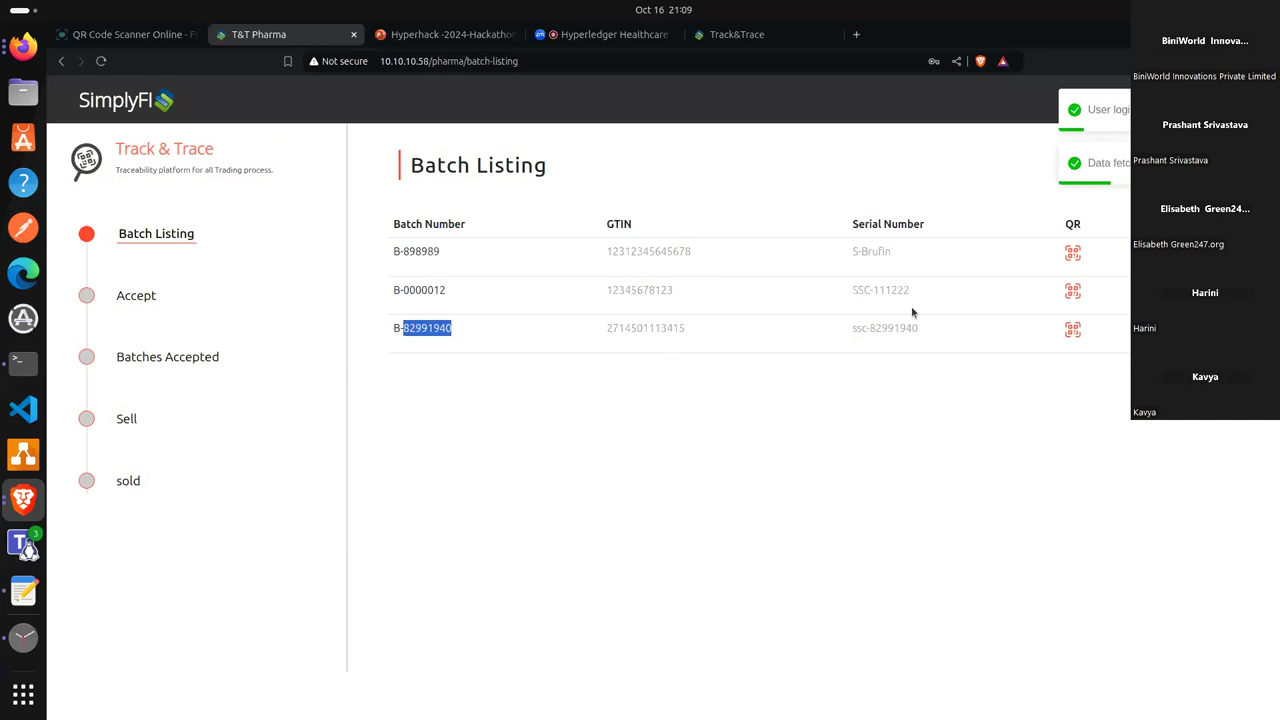 Oct 16 21:09
QR Code Scanner Online - F
T&T Pharma
Hyperhack -2024-Hackathon
Hyperledger Healthcare
Track&Trace
Not secure 10.10.10.58/pharma/batch-listing
SimplyFI
Track & Trace
Traceability platform for all Trading process.
Batch Listing
Accept
Batches Accepted
Sell
sold
Batch Listing
Batch Number GTIN Serial Number QR
B-898989 12312345645678 S-Brufin
B-0000012 12345678123 SSC-111222
B-82991940 2714501113415 ssc-82991940
User logi
Data fetc
BiniWorld Innova...
BiniWorld Innovations Private Limited
Prashant Srivastava
Prashant Srivastava
Elisabeth Green24...
Elisabeth Green247.org
Harini
Harini
Kavya
Kavya
3